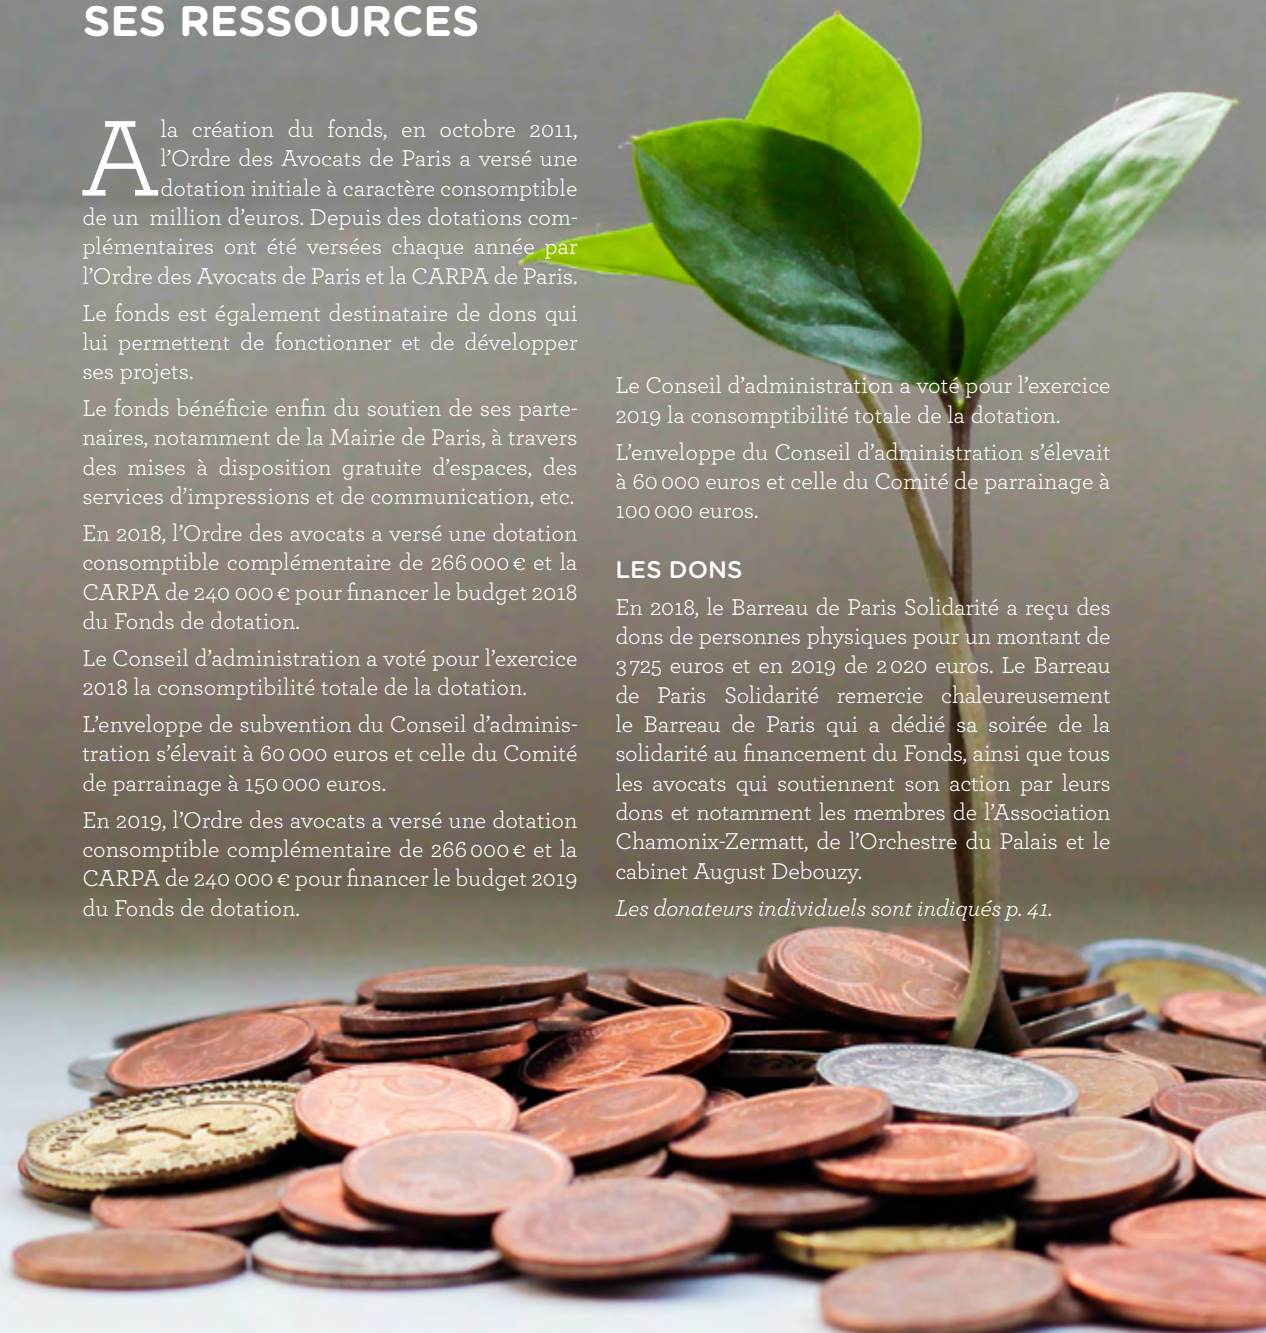 SES RESSOURCES
A la création du fonds, en octobre 2011,
l’Ordre des Avocats de Paris a versé une
dotation initiale à caractère consomptible
de un million d’euros. Depuis des dotations com-
plémentaires ont été versées chaque année par
l’Ordre des Avocats de Paris et la CARPA de Paris.
Le fonds est également destinataire de dons qui
lui permettent de fonctionner et de développer
ses projets.
Le fonds bénéficie enfin du soutien de ses parte-
naires, notamment de la Mairie de Paris, à travers
des mises à disposition gratuite d’espaces, des
services d’impressions et de communication, etc.
En 2018, l’Ordre des avocats a versé une dotation
consomptible complémentaire de 266 000 € et la
CARPA de 240 000 € pour financer le budget 2018
du Fonds de dotation.
Le Conseil d’administration a voté pour l’exercice
2018 la consomptibilité totale de la dotation.
L’enveloppe de subvention du Conseil d’adminis-
tration s’élevait à 60 000 euros et celle du Comité
de parrainage à 150 000 euros.
En 2019, l’Ordre des avocats a versé une dotation
consomptible complémentaire de 266 000 € et la
CARPA de 240 000 € pour financer le budget 2019
du Fonds de dotation.
Le Conseil d’administration a voté pour l’exercice
2019 la consomptibilité totale de la dotation.
L’enveloppe du Conseil d’administration s’élevait
à 60 000 euros et celle du Comité de parrainage à
100 000 euros.
LES DONS
En 2018, le Barreau de Paris Solidarité a reçu des
dons de personnes physiques pour un montant de
3 725 euros et en 2019 de 2 020 euros. Le Barreau
de Paris Solidarité remercie chaleureusement
le Barreau de Paris qui a dédié sa soirée de la
solidarité au financement du Fonds, ainsi que tous
les avocats qui soutiennent son action par leurs
dons et notamment les membres de l’Association
Chamonix-Zermatt, de l’Orchestre du Palais et le
cabinet August Debouzy.
Les donateurs individuels sont indiqués p. 41.